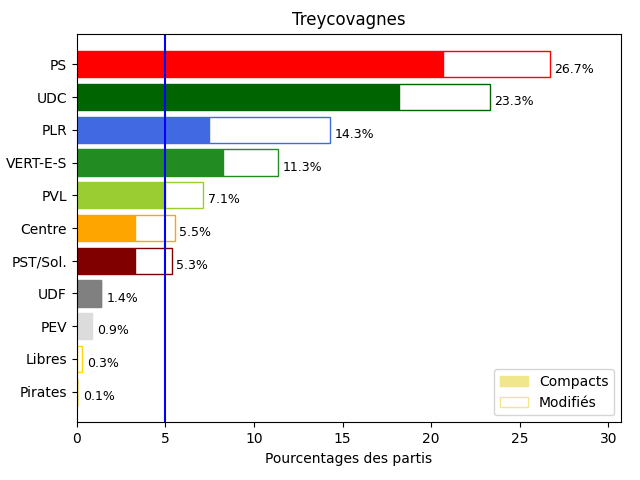 Treycovagnes
PS 26.7%
UDC 23.3%
PLR 14.3%
VERT-E-S 11.3%
PVL 7.1%
Centre 5.5%
PST/Sol. 5.3%
UDF 1.4%
PEV 0.9%
Libres 0.3%
Pirates 0.1%
Compacts
Modifiés
0 5 10 15 20 25 30
Pourcentages des partis